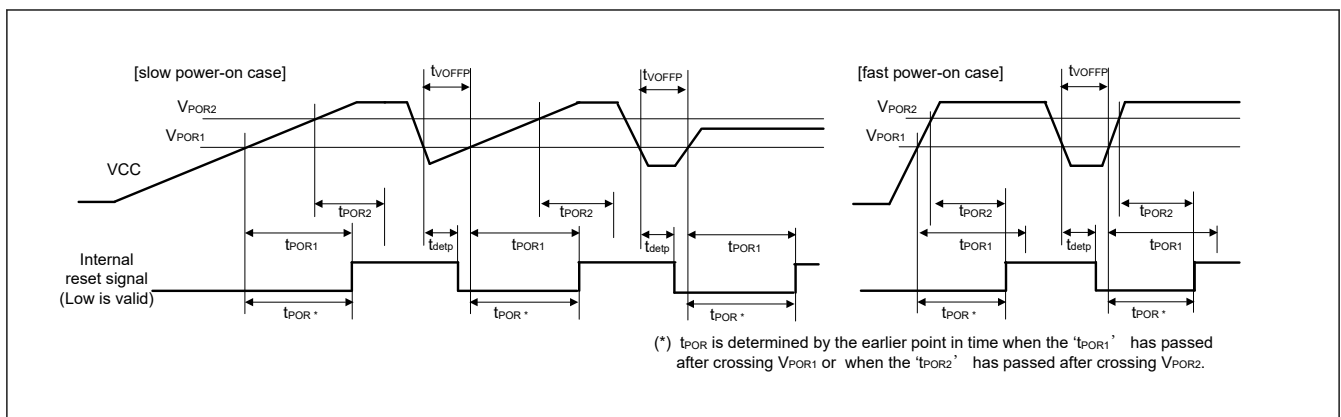 [slow power-on case]
tVOFFP
tVOFFP
[fast power-on case]
tVOFFP
VPOR2
VPOR1
VCC
VPOR2
VPOR1
tPOR2
tPOR2
tPOR2
tPOR2
tPOR1
tdetp
tPOR1
tdetp
tPOR1
tPOR1
tdetp
tPOR1
Internal
reset signal
(Low is valid)
tPOR *
tPOR *
tPOR *
tPOR *
tPOR *
(*) tPOR is determined by the earlier point in time when the ‘tPOR1’ has passed
after crossing VPOR1 or when the ‘tPOR2’ has passed after crossing VPOR2.